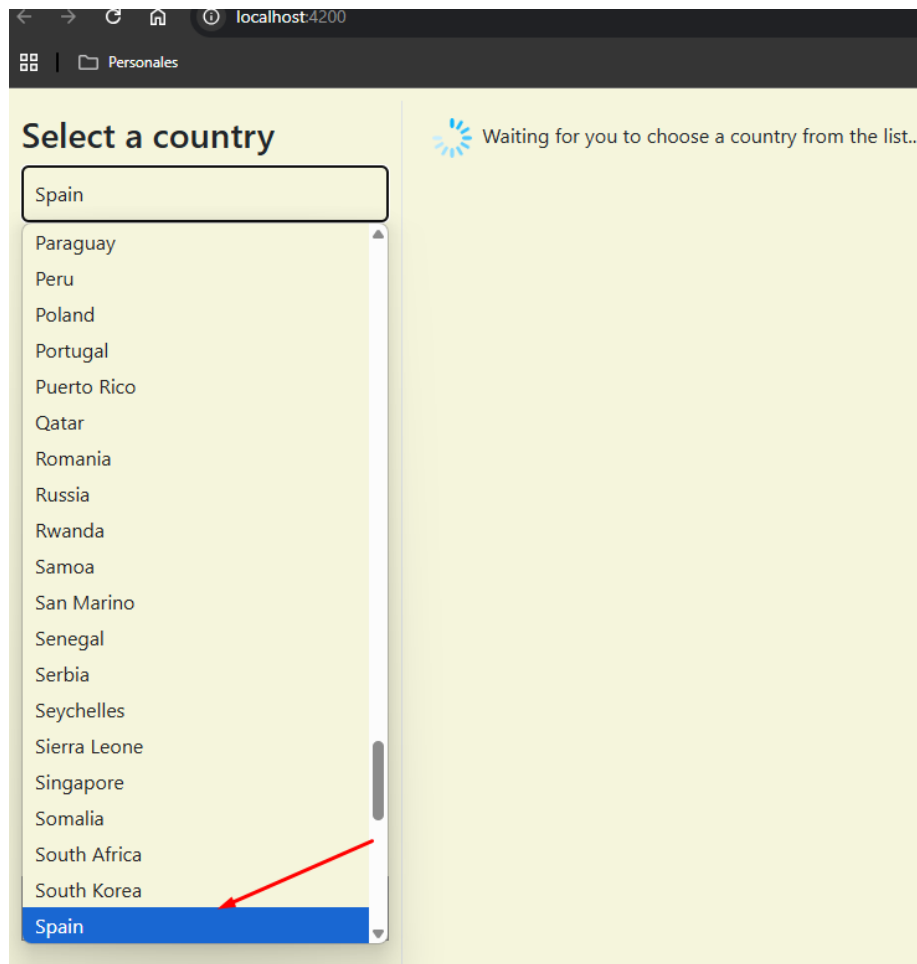 localhost:4200
Personales
Select a country
Waiting for you to choose a country from the list..
Spain
Paraguay
Peru
Poland
Portugal
Puerto Rico
Qatar
Romania
Russia
Rwanda
Samoa
San Marino
Senegal
Serbia
Seychelles
Sierra Leone
Singapore
Somalia
South Africa
South Korea
Spain